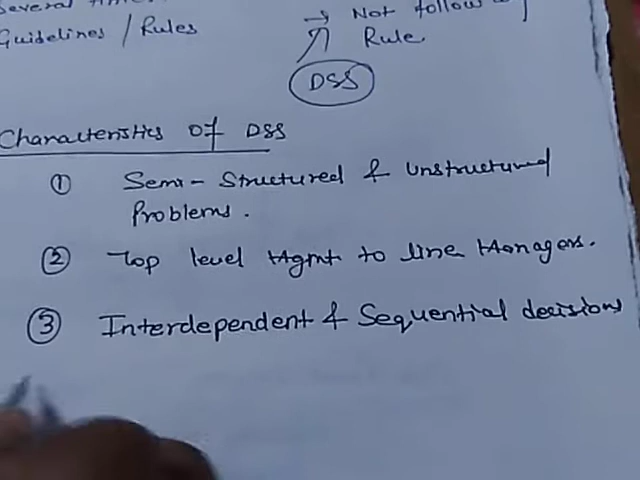 Several
Guidelines / Rules
→ Not follow
Rule
DSS
Characteristics Of DSS
① Semi-Structured & Unstructured
Problems.
② Top level Mgmt to line Managers.
③ Interdependent & Sequential decisions